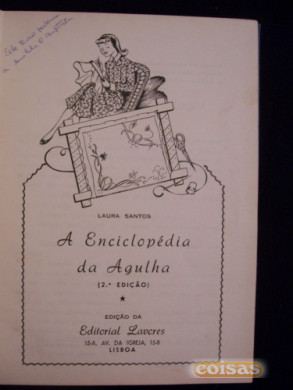 LAURA SANTOS
A Enciclopédia
da Agulha
(2.ª EDIÇÃO)
EDIÇÃO DA
Editorial Lavores
15-A, AV. DA IGREJA, 15-B
LISBOA
coisas